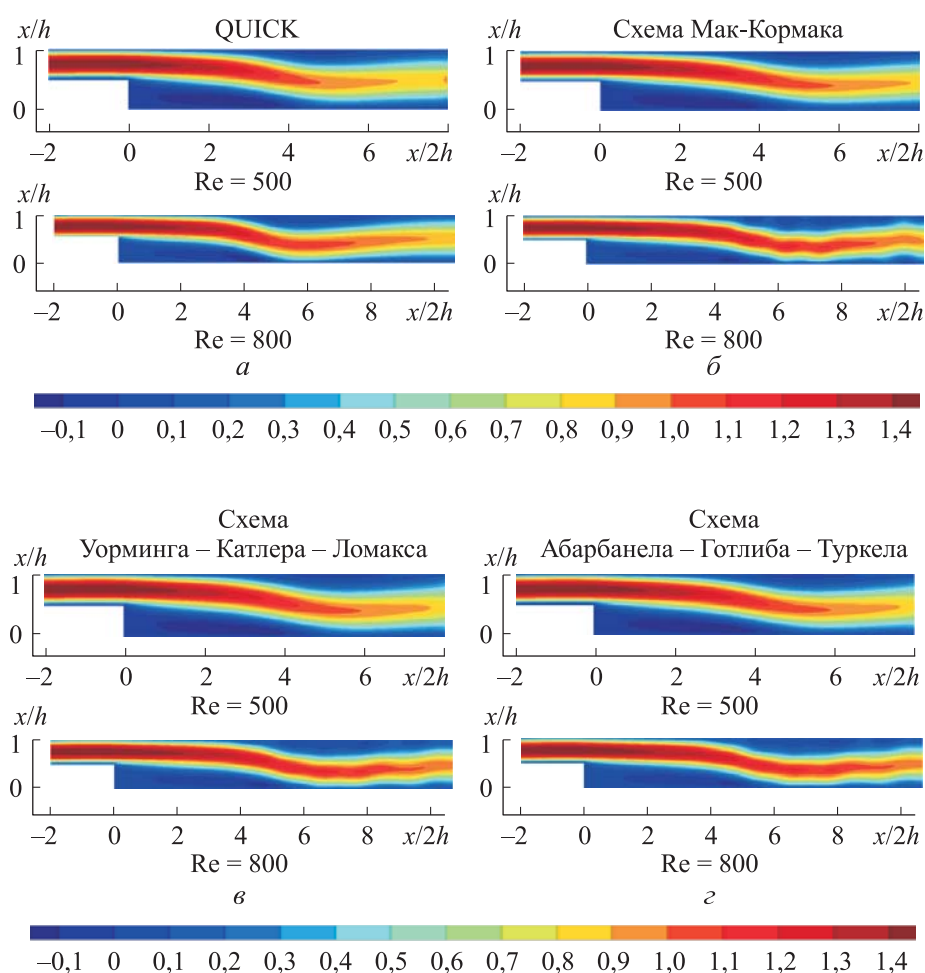 QUICK
x/h
1
0
–2 0 2 4 6 x/2h
Re = 500
x/h
1
0
–2 0 2 4 6 8 x/2h
Re = 800
а
Схема Мак-Кормака
x/h
1
0
–2 0 2 4 6 x/2h
Re = 500
x/h
1
0
–2 0 2 4 6 8 x/2h
Re = 800
б
–0,1 0 0,1 0,2 0,3 0,4 0,5 0,6 0,7 0,8 0,9 1,0 1,1 1,2 1,3 1,4
Схема
Уорминга – Катлера – Ломакса
x/h
1
0
–2 0 2 4 6 x/2h
Re = 500
x/h
1
0
–2 0 2 4 6 8 x/2h
Re = 800
в
Схема
Абарбанела – Готлиба – Туркела
x/h
1
0
–2 0 2 4 6 x/2h
Re = 500
x/h
1
0
–2 0 2 4 6 8 x/2h
Re = 800
г
–0,1 0 0,1 0,2 0,3 0,4 0,5 0,6 0,7 0,8 0,9 1,0 1,1 1,2 1,3 1,4